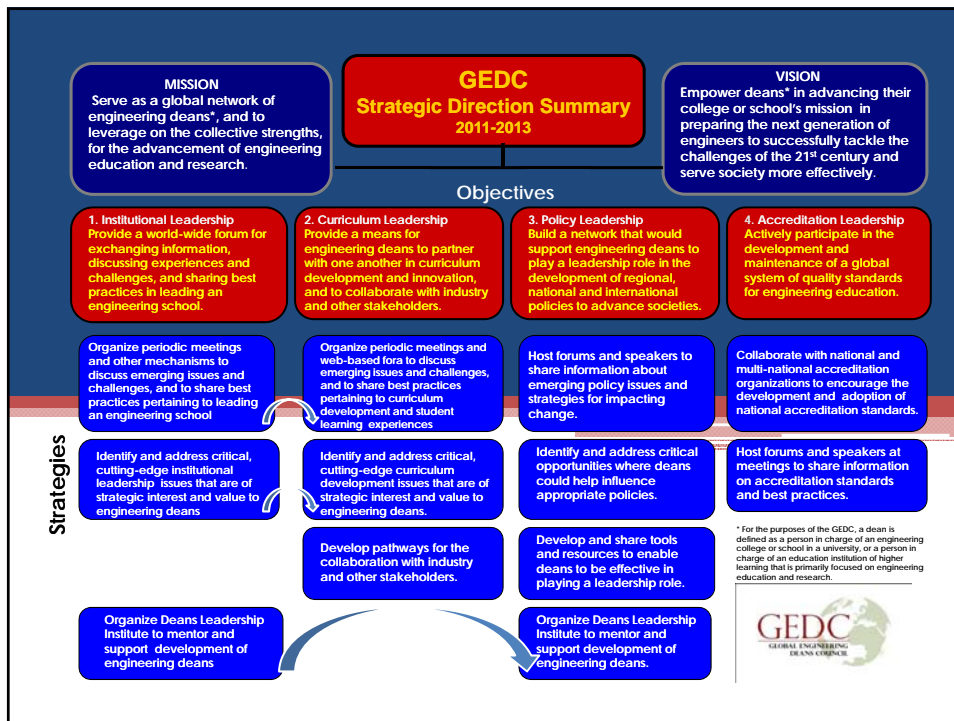 MISSION
Serve as a global network of
engineering deans*, and to
leverage on the collective strengths,
for the advancement of engineering
education and research.
GEDC
Strategic Direction Summary
2011-2013
VISION
Empower deans* in advancing their
college or school's mission in
preparing the next generation of
engineers to successfully tackle the
challenges of the 21st century and
serve society more effectively.
Objectives
1. Institutional Leadership
Provide a world-wide forum for
exchanging information,
discussing experiences and
challenges, and sharing best
practices in leading an
engineering school.
2. Curriculum Leadership
Provide a means for
engineering deans to partner
with one another in curriculum
development and innovation,
and to collaborate with industry
and other stakeholders.
3. Policy Leadership
Build a network that would
support engineering deans to
play a leadership role in the
development of regional,
national and international
policies to advance societies.
4. Accreditation Leadership
Actively participate in the
development and
maintenance of a global
system of quality standards
for engineering education.
Strategies
Organize periodic meetings
and other mechanisms to
discuss emerging issues and
challenges, and to share best
practices pertaining to leading
an engineering school
Organize periodic meetings and
web-based fora to discuss
emerging issues and challenges,
and to share best practices
pertaining to curriculum
development and student
learning experiences
Host forums and speakers to
share information about
emerging policy issues and
strategies for impacting
change.
Collaborate with national and
multi-national accreditation
organizations to encourage the
development and adoption of
national accreditation standards.
Identify and address critical,
cutting-edge institutional
leadership issues that are of
strategic interest and value to
engineering deans
Identify and address critical,
cutting-edge curriculum
development issues that are of
strategic interest and value to
engineering deans.
Identify and address critical
opportunities where deans
could help influence
appropriate policies.
Host forums and speakers at
meetings to share information
on accreditation standards
and best practices.
Develop pathways for the
collaboration with industry
and other stakeholders.
Develop and share tools
and resources to enable
deans to be effective in
playing a leadership role.
* For the purposes of the GEDC, a dean is
defined as a person in charge of an engineering
college or school in a university, or a person in
charge of an education institution of higher
learning that is primarily focused on engineering
education and research.
Organize Deans Leadership
Institute to mentor and
support development of
engineering deans
Organize Deans Leadership
Institute to mentor and
support development of
engineering deans.
GEDC
GLOBAL ENGINEERING
DEANS COUNCIL